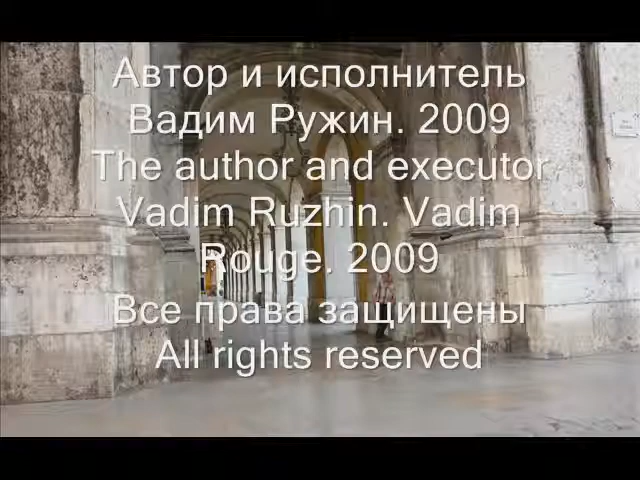 Автор и исполнитель
Вадим Ружин. 2009
The author and executor
Vadim Ruzhin. Vadim
Rouge. 2009
Все права защищены
All rights reserved